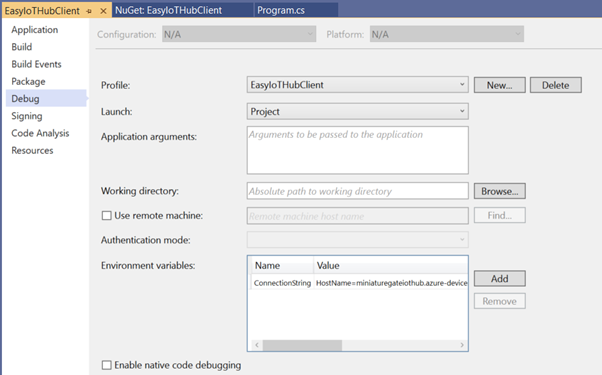 EasyIoTHubClient NuGet: EasyIoTHubClient Program.cs
Application
Build
Build Events
Package
Debug
Signing
Code Analysis
Resources
Configuration: N/A Platform: N/A
Profile: EasyIoTHubClient New... Delete
Launch: Project
Application arguments: Arguments to be passed to the application
Working directory: Absolute path to working directory Browse...
Use remote machine: Remote machine host name Find...
Authentication mode:
Environment variables:
Name Value
ConnectionString HostName=miniaturegateiothub.azure-device
Add
Remove
Enable native code debugging